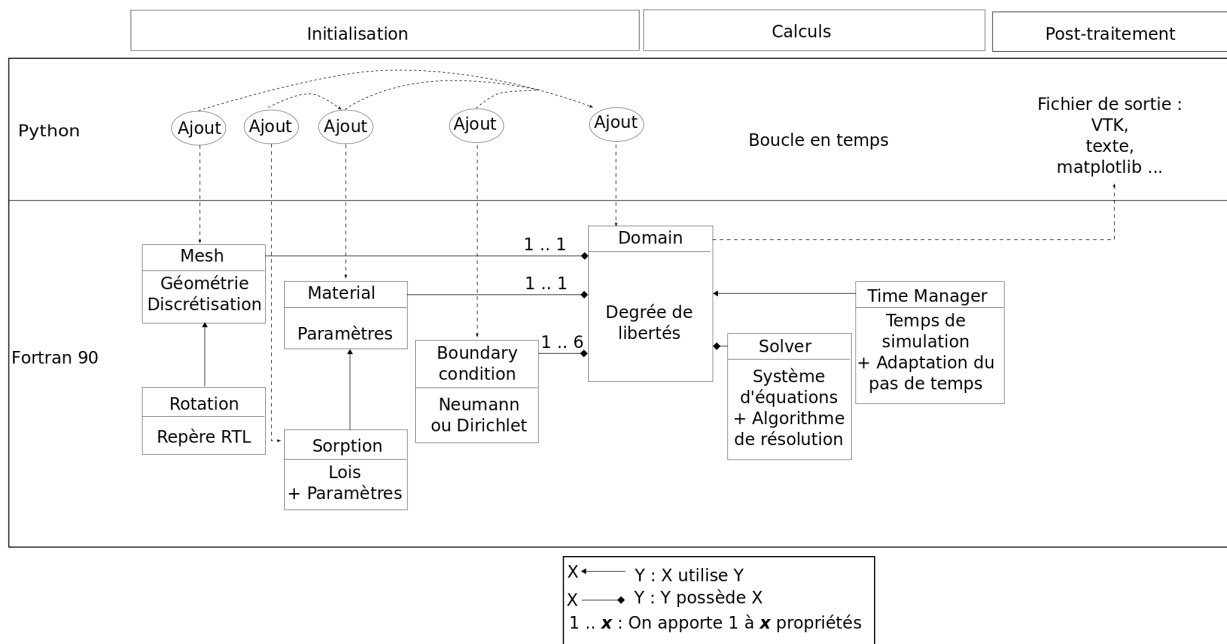 Initialisation
Calculs
Post-traitement
Python
Ajout
Ajout
Ajout
Ajout
Ajout
Boucle en temps
Fichier de sortie :
VTK,
texte,
matplotlib ...
Fortran 90
Mesh
Géométrie
Discrétisation
Rotation
Repère RTL
Material
Paramètres
Sorption
Lois
+ Paramètres
Boundary
condition
Neumann
ou Dirichlet
1 .. 1
1 .. 1
1 .. 6
Domain
Degrée de
libertés
Solver
Système
d'équations
+ Algorithme
de résolution
Time Manager
Temps de
simulation
+ Adaptation du
pas de temps
X Y : X utilise Y
X Y : Y possède X
1 .. x : On apporte 1 à x propriétés